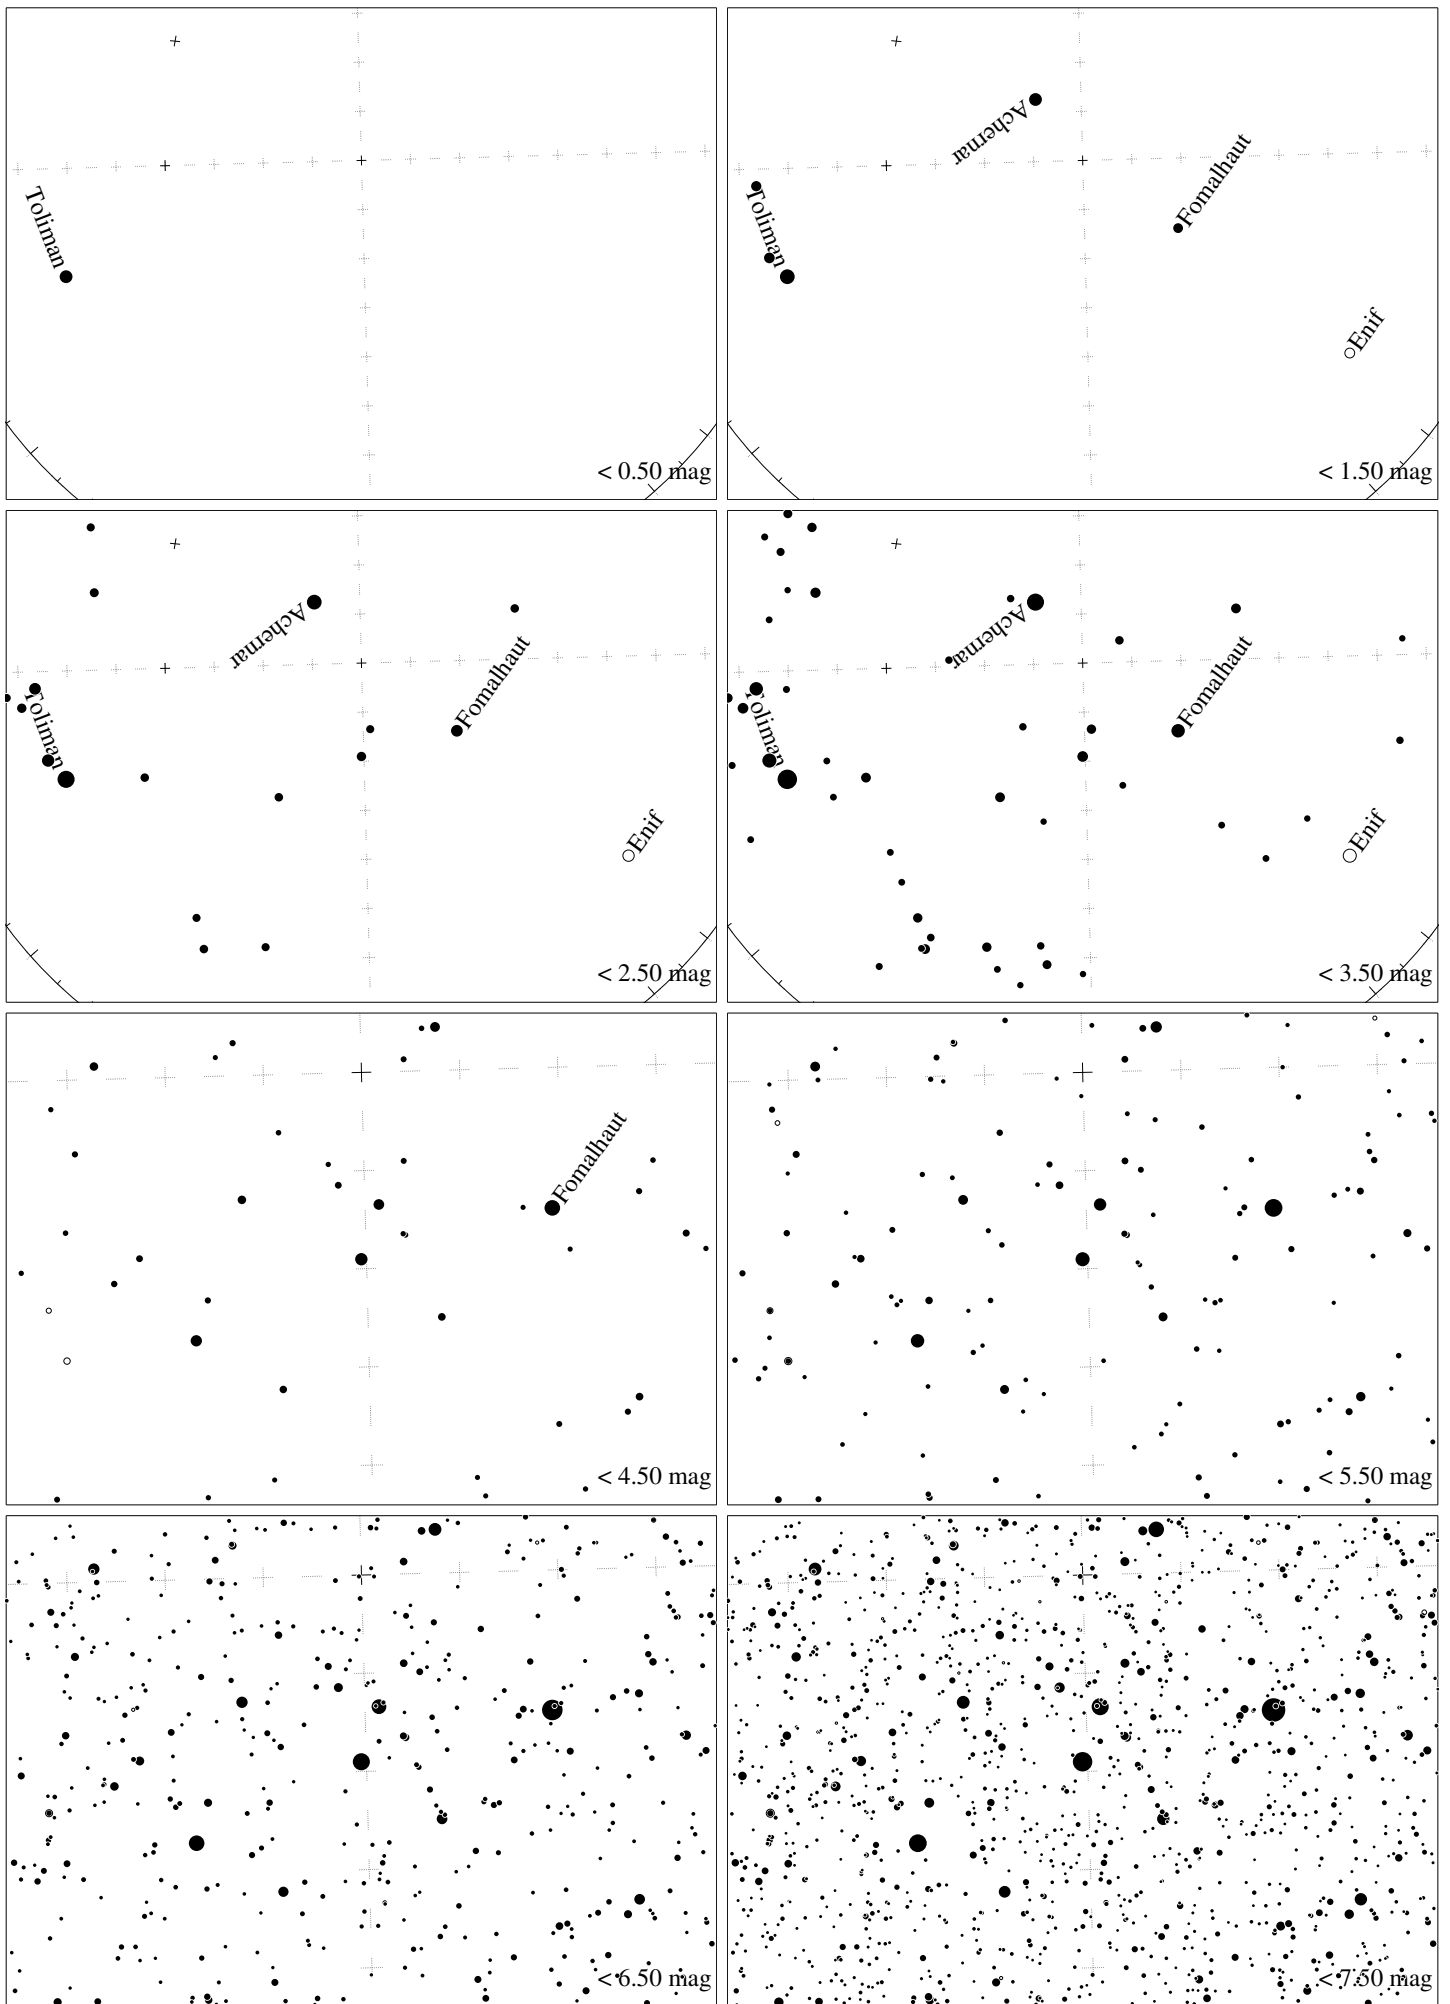 Toliman
< 0.50 mag
Achernar
Toliman
Fomalhaut
Enif
< 1.50 mag
Achernar
Toliman
Fomalhaut
Enif
< 2.50 mag
Achernar
Toliman
Fomalhaut
Enif
< 3.50 mag
Fomalhaut
< 4.50 mag
< 5.50 mag
< 6.50 mag
< 7.50 mag